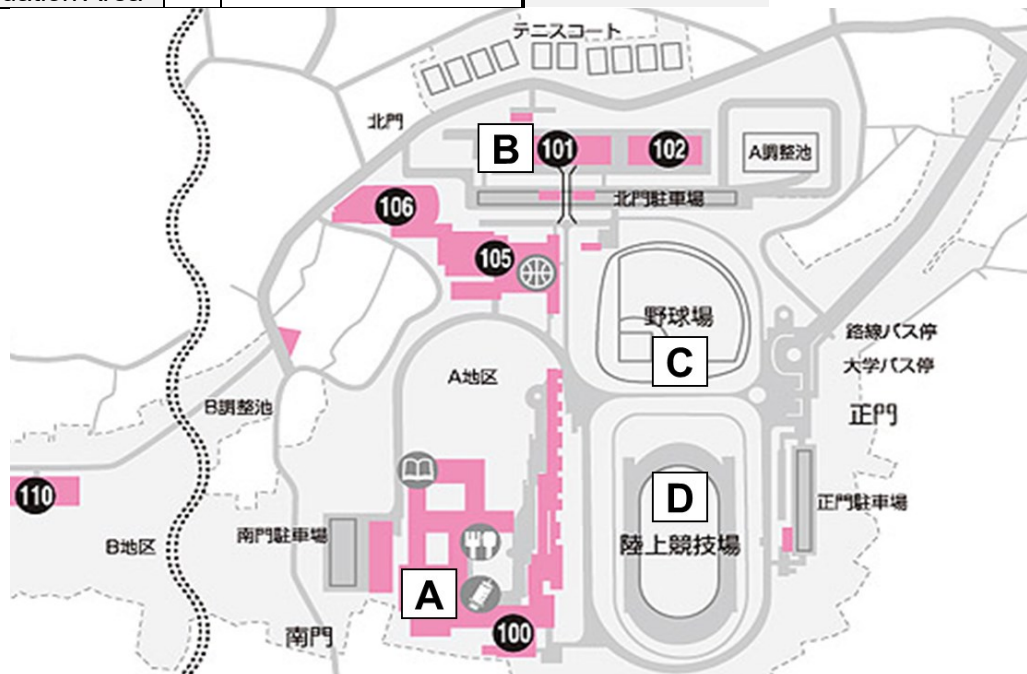 テニスコート
北門
B
101
102
A調整池
106
北門駐車場
105
野球場
路線バス停
C
大学バス停
A地区
B調整池
正門
110
D
正門駐車場
南門駐車場
B地区
陸上競技場
A
100
南門